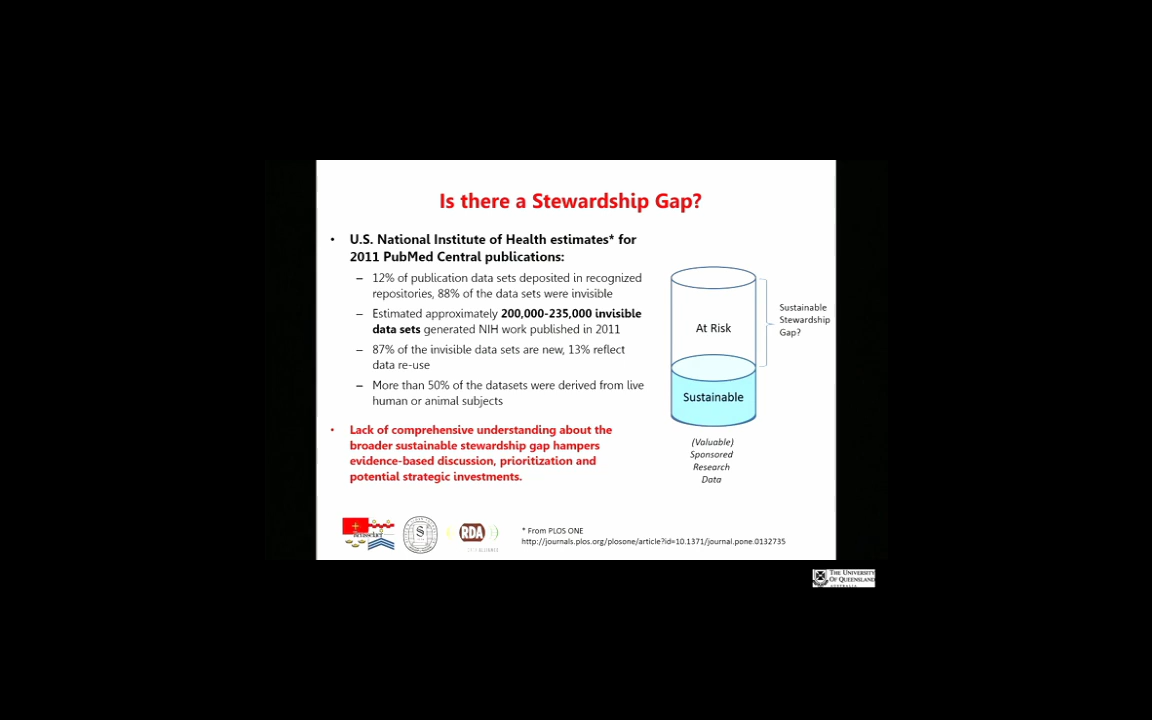 Is there a Stewardship Gap?
• U.S. National Institute of Health estimates* for
2011 PubMed Central publications:
– 12% of publication data sets deposited in recognized
repositories, 88% of the data sets were invisible
– Estimated approximately 200,000-235,000 invisible
data sets generated NIH work published in 2011
– 87% of the invisible data sets are new, 13% reflect
data re-use
– More than 50% of the datasets were derived from live
human or animal subjects
• Lack of comprehensive understanding about the
broader sustainable stewardship gap hampers
evidence-based discussion, prioritization and
potential strategic investments.
At Risk
Sustainable
Sustainable
Stewardship
Gap?
(Valuable)
Sponsored
Research
Data
RDA
* From PLOS ONE
http://journals.plos.org/plosone/article?id=10.1371/journal.pone.0132735
THE UNIVERSITY
OF QUEENSLAND
AUSTRALIA